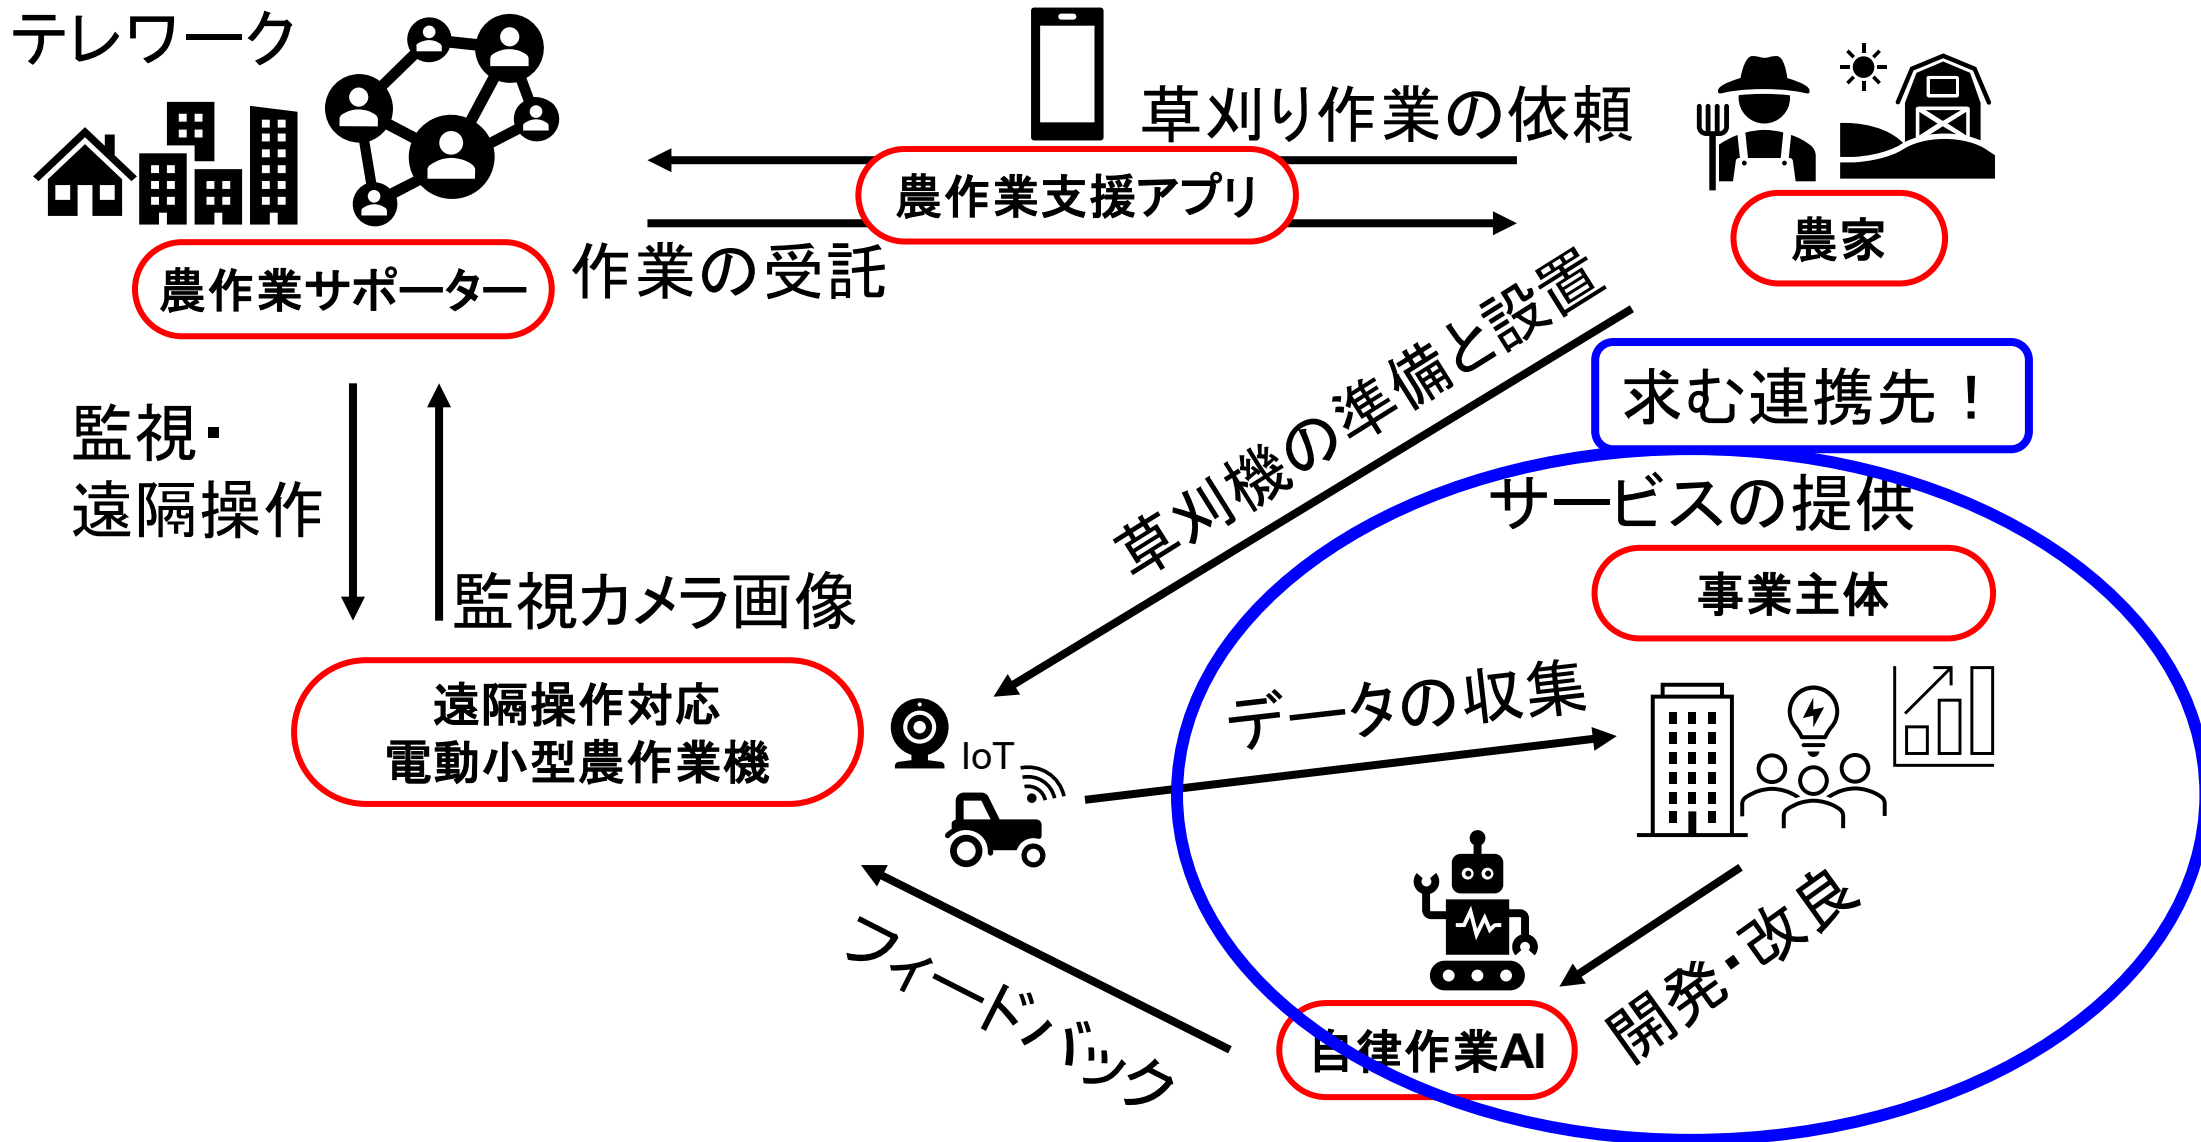 テレワーク
草刈り作業の依頼
農作業支援アプリ
農家
農作業サポーター
作業の受託
草刈機の準備と設置
求む連携先！
監視・
遠隔操作
サービスの提供
事業主体
監視カメラ画像
遠隔操作対応
電動小型農作業機
IoT
データの収集
開発・改良
フィードバック
自律作業AI